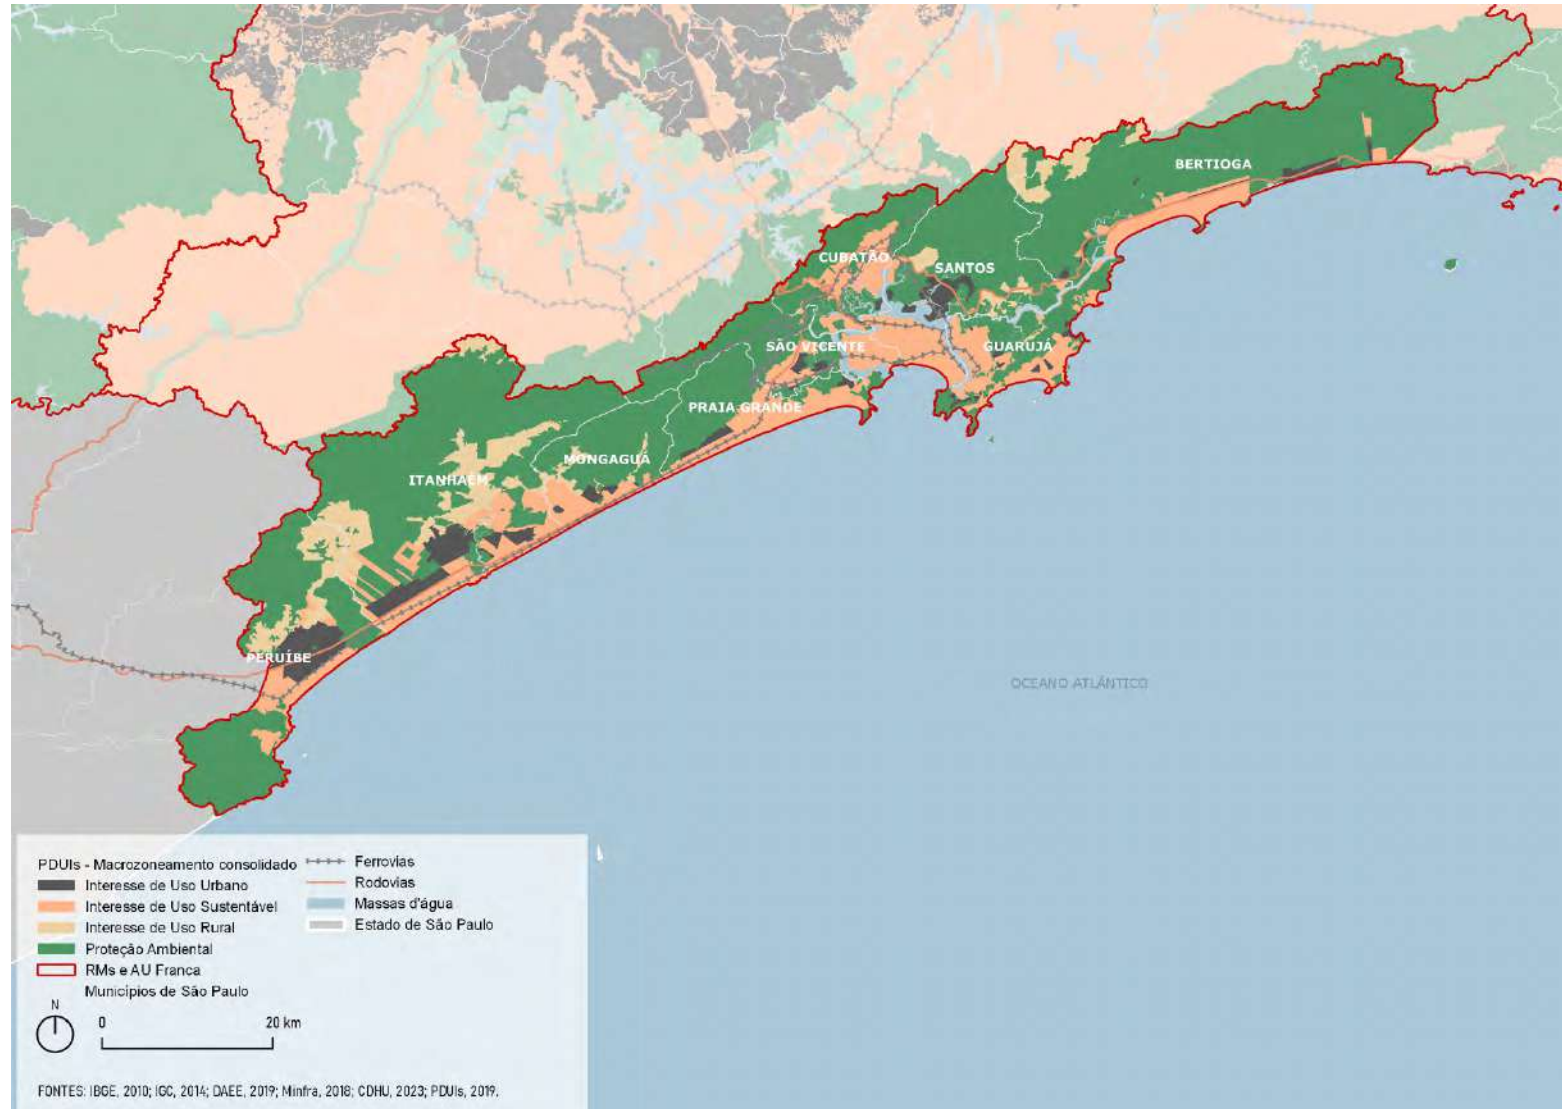 BERTIOGA
CUBATÃO
SANTOS
SÃO VICENTE
GUARUJÁ
PRAIA GRANDE
MONGAGUÁ
ITANHAÉM
PERUÍBE
OCEANO ATLÂNTICO
PDUIs - Macrozoneamento consolidado
Interesse de Uso Urbano
Interesse de Uso Sustentável
Interesse de Uso Rural
Proteção Ambiental
RMs e AU Franca
Municípios de São Paulo
Ferrovias
Rodovias
Massas d'água
Estado de São Paulo
N
0 20 km
FONTES: IBGE, 2010; IGC, 2014; DAEE, 2019; Minfra, 2018; CDHU, 2023; PDUIs, 2019.